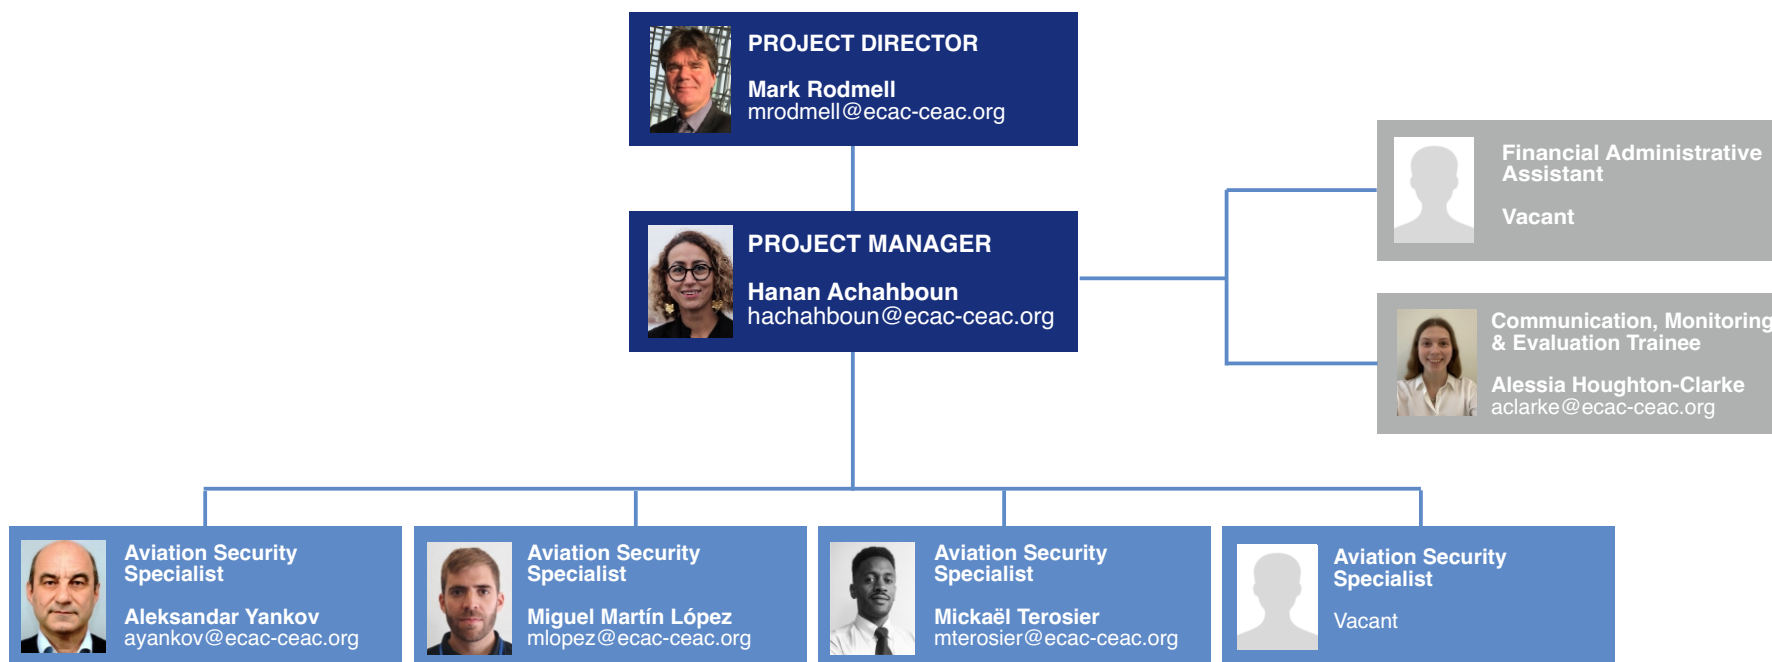 PROJECT DIRECTOR
Mark Rodmell
mrodmell@ecac-ceac.org
Financial Administrative
Assistant
Vacant
PROJECT MANAGER
Hanan Achahboun
hachahboun@ecac-ceac.org
Communication, Monitoring
& Evaluation Trainee
Alessia Houghton-Clarke
aclarke@ecac-ceac.org
Aviation Security
Specialist
Aleksandar Yankov
ayankov@ecac-ceac.org
Aviation Security
Specialist
Miguel Martín López
mlopez@ecac-ceac.org
Aviation Security
Specialist
Mickaël Terosier
mterosier@ecac-ceac.org
Aviation Security
Specialist
Vacant